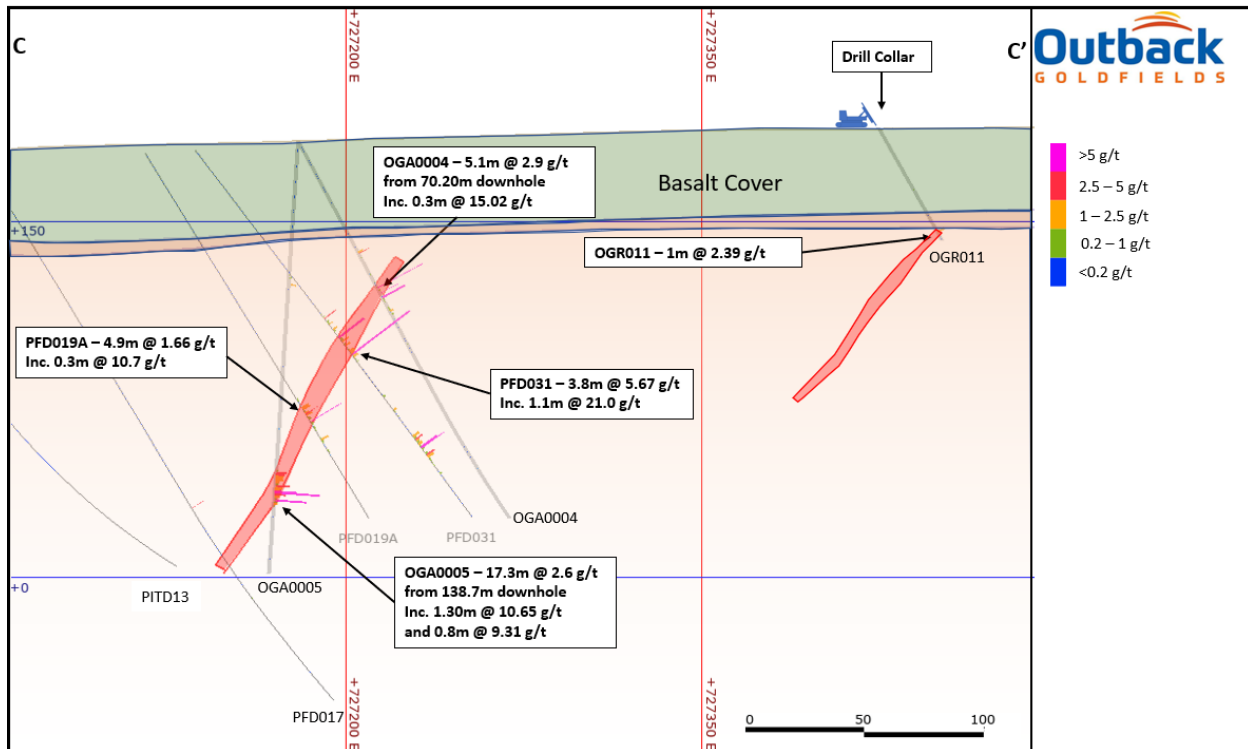 C
+727200 E
+727350 E
C'
Outback
GOLDFIELDS
Drill Collar
>5 g/t
2.5 – 5 g/t
1 – 2.5 g/t
0.2 – 1 g/t
<0.2 g/t
OGA0004 – 5.1m @ 2.9 g/t
from 70.20m downhole
Inc. 0.3m @ 15.02 g/t
Basalt Cover
+150
OGR011 – 1m @ 2.39 g/t
OGR011
PFD019A – 4.9m @ 1.66 g/t
Inc. 0.3m @ 10.7 g/t
PFD031 – 3.8m @ 5.67 g/t
Inc. 1.1m @ 21.0 g/t
OGA0004
PFD019A
PFD031
+0
PITD13
OGA0005
OGA0005 – 17.3m @ 2.6 g/t
from 138.7m downhole
Inc. 1.30m @ 10.65 g/t
and 0.8m @ 9.31 g/t
PFD017
+727200 E
+727350 E
0
50
100